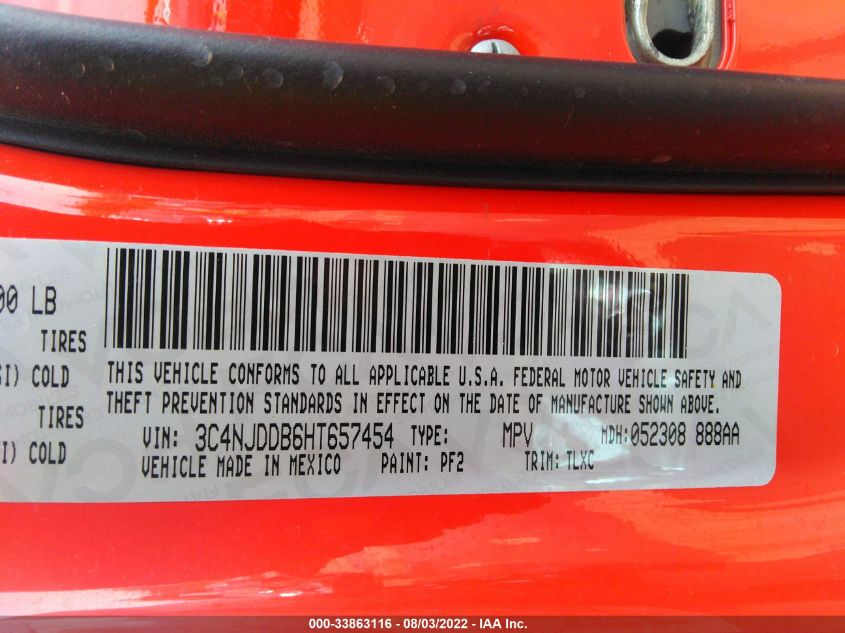 00 LB
TIRES
SI) COLD
TIRES
I) COLD
THIS VEHICLE CONFORMS TO ALL APPLICABLE U.S.A. FEDERAL MOTOR VEHICLE SAFETY AND
THEFT PREVENTION STANDARDS IN EFFECT ON THE DATE OF MANUFACTURE SHOWN ABOVE.
VIN: 3C4NJDDB6HT657454 TYPE: MPV MDH:052308 888AA
VEHICLE MADE IN MEXICO PAINT: PF2 TRIM: TLXC
000-33863116 - 08/03/2022 - IAA Inc.